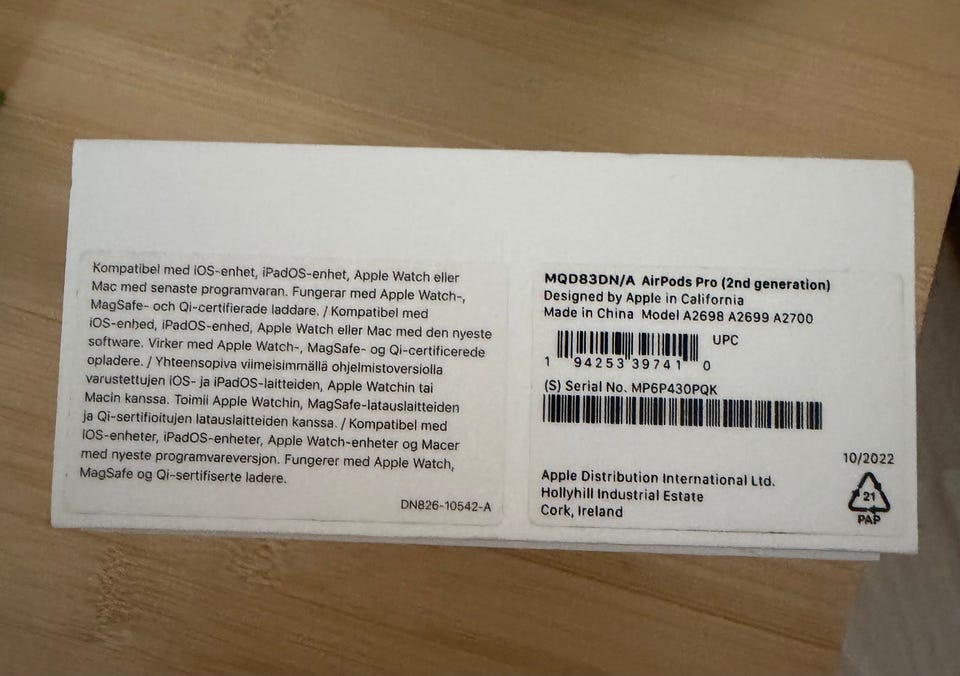 Kompatibel med iOS-enhet, iPadOS-enhet, Apple Watch eller
Mac med senaste programvaran. Fungerar med Apple Watch-,
MagSafe- och Qi-certifierade laddare. / Kompatibel med
iOS-enhed, iPadOS-enhed, Apple Watch eller Mac med den nyeste
software. Virker med Apple Watch-, MagSafe- og Qi-certificerede
opladere. / Yhteensopiva viimeisimmällä ohjelmistoversiolla
varustettujen iOS- ja iPadOS-laitteiden, Apple Watchin tai
Macin kanssa. Toimii Apple Watchin, MagSafe-latauslaitteiden
ja Qi-sertifioitujen latauslaitteiden kanssa. / Kompatibel med
iOS-enheter, iPadOS-enheter, Apple Watch-enheter og Macer
med nyeste programvareversjon. Fungerer med Apple Watch,
MagSafe og Qi-sertifiserte ladere.
DN826-10542-A
MQD83DN/A AirPods Pro (2nd generation)
Designed by Apple in California
Made in China Model A2698 A2699 A2700
UPC
1 94253 39741 0
(S) Serial No. MP6P430PQK
10/2022
Apple Distribution International Ltd.
Hollyhill Industrial Estate
Cork, Ireland
21
PAP